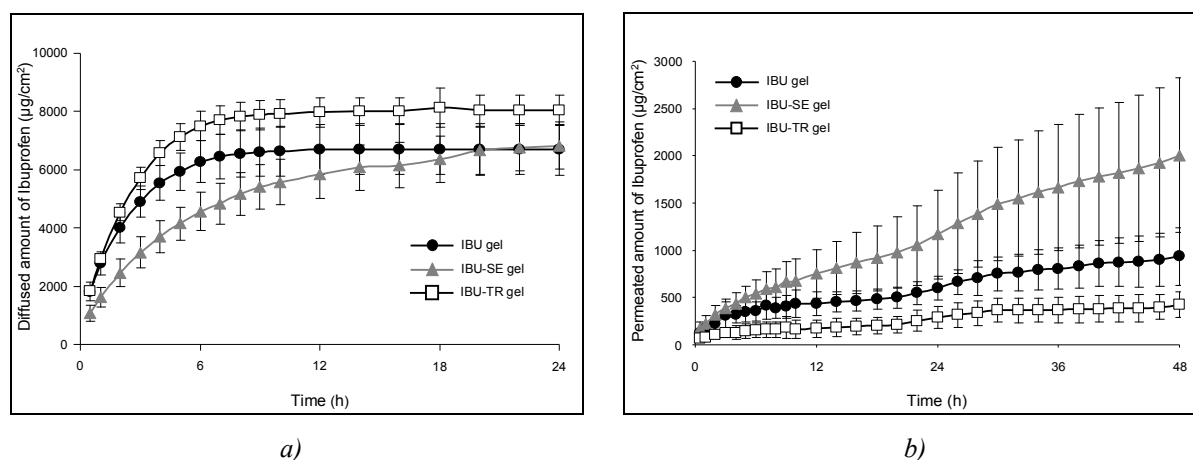 Diffused amount of Ibuprofen (µg/cm²)
10000
8000
6000
4000
2000
0
IBU gel
IBU-SE gel
IBU-TR gel
0 6 12 18 24
Time (h)
a)
Permeated amount of Ibuprofen (µg/cm²)
3000
2500
2000
1500
1000
500
0
IBU gel
IBU-SE gel
IBU-TR gel
0 12 24 36 48
Time (h)
b)